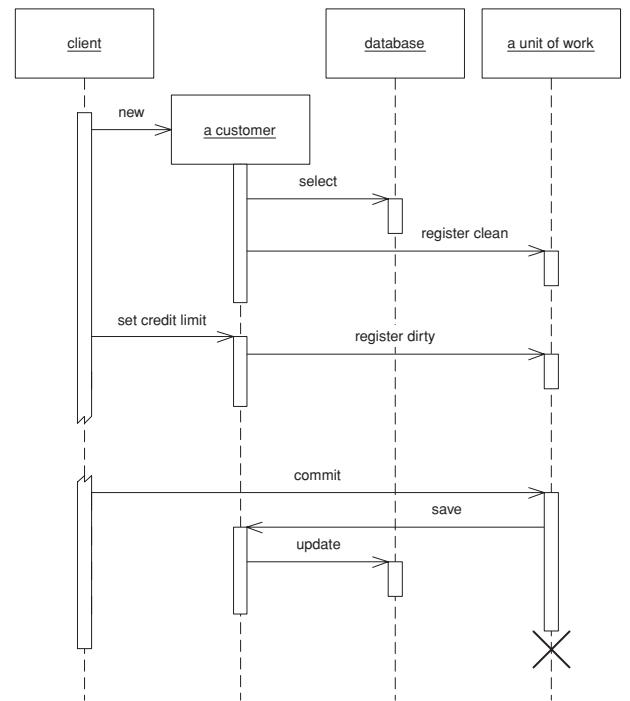 client
database
a unit of work
new
a customer
select
register clean
set credit limit
register dirty
commit
save
update